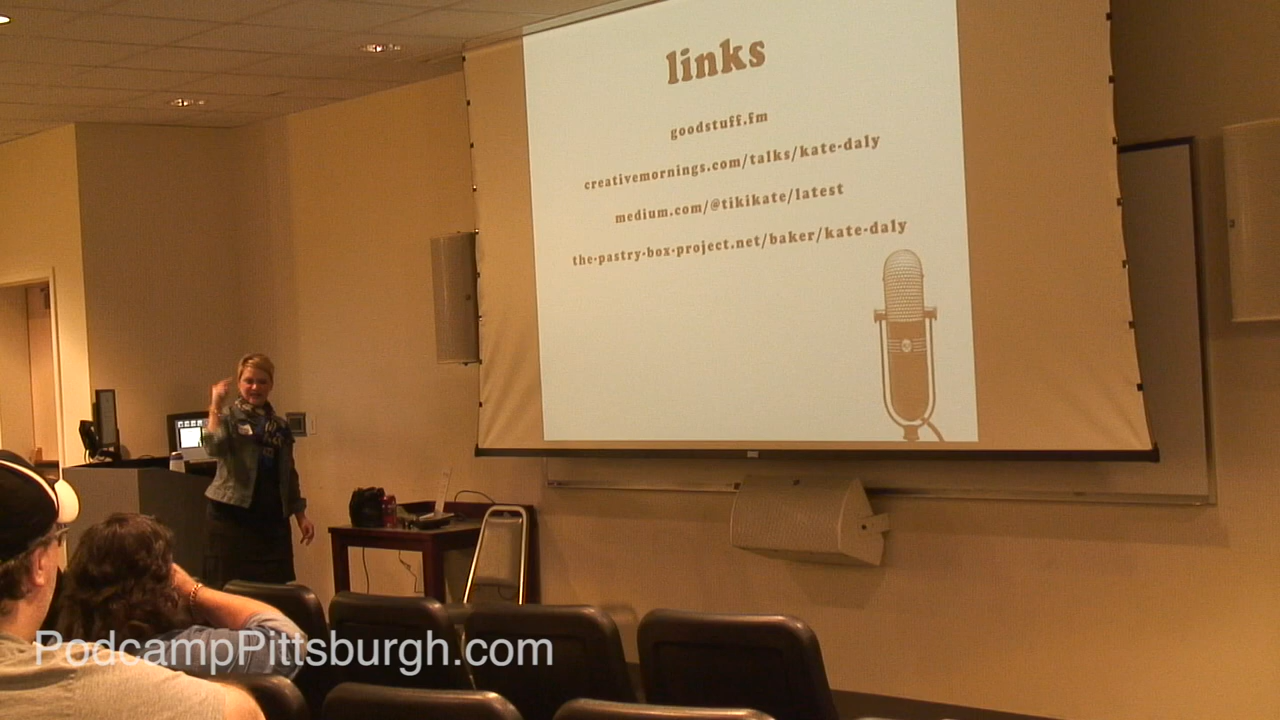 links
goodstuff.fm
creativemornings.com/talks/kate-daly
medium.com/@tikikate/latest
the-pastry-box-project.net/baker/kate-daly
PodcampPittsburgh.com